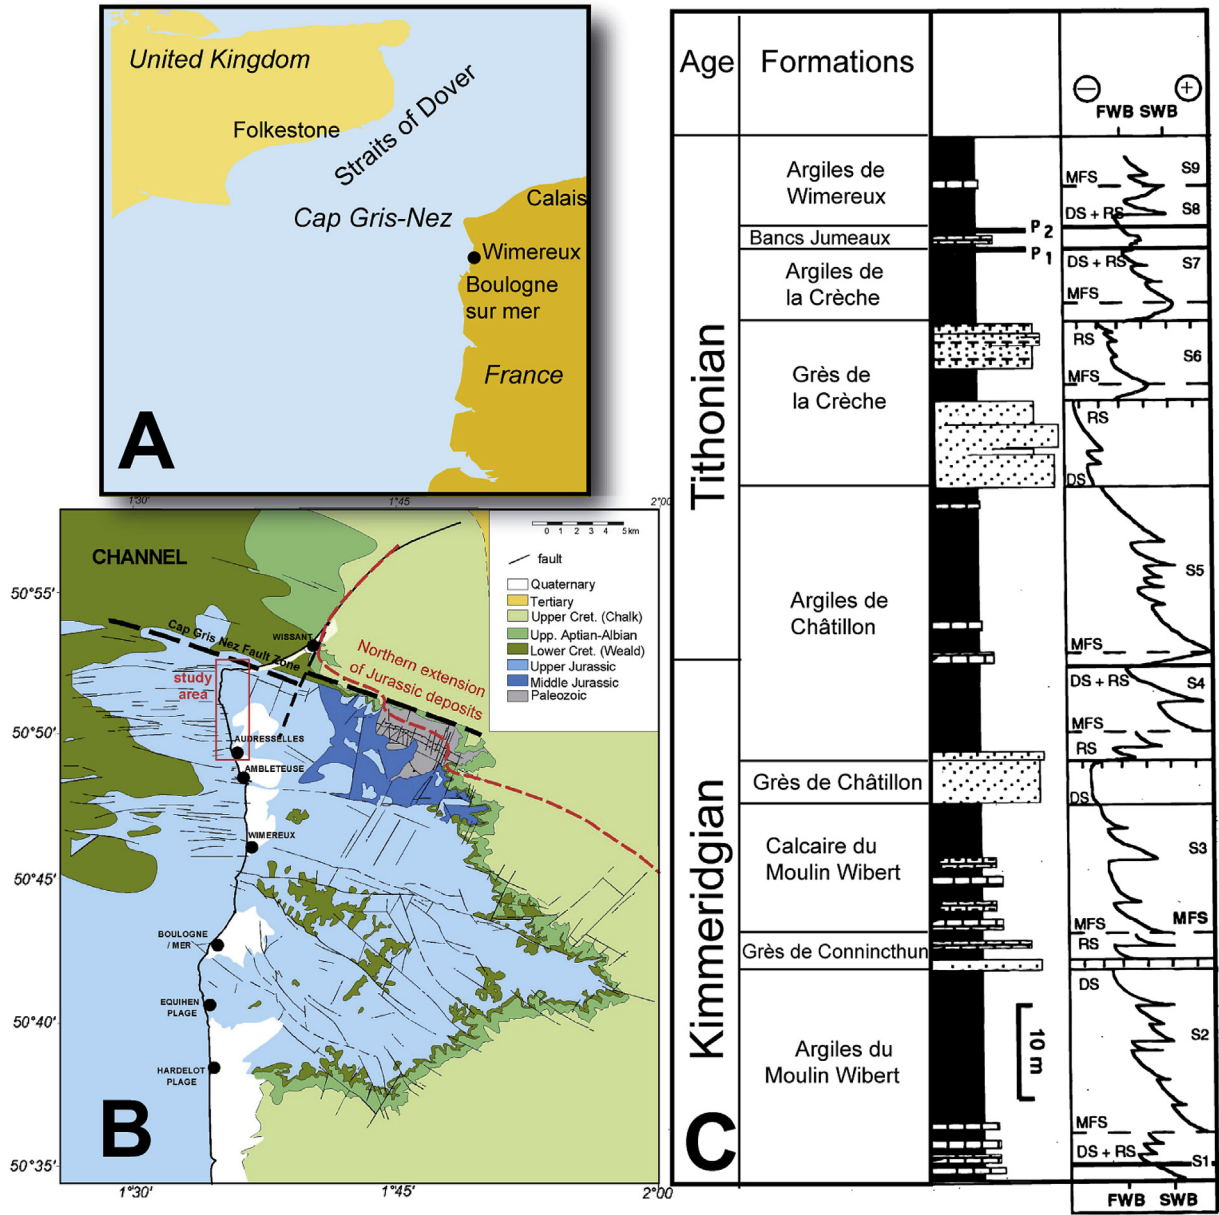 United Kingdom
Folkestone
Straits of Dover
Calais
Cap Gris-Nez
Wimereux
Boulogne
sur mer
France
A
1°30'
1°45'
2°00
CHANNEL
0 1 2 3 4 5 km
fault
Quaternary
Tertiary
Upper Cret. (Chalk)
Upp. Aptian-Albian
Lower Cret. (Weald)
Upper Jurassic
Middle Jurassic
Paleozoic
50°55'
Cap Gris Nez Fault Zone
WISSANT
Northern extension
of Jurassic deposits
study
area
50°50'
AUDRESSELLES
AMBLETEUSE
WIMEREUX
50°45'
BOULOGNE
/ MER
EQUIHEN
PLAGE
50°40'
HARDELOT
PLAGE
B
50°35'
1°30'
1°45'
2°00
Age
Formations
− +
FWB SWB
Tithonian
Kimmeridgian
Argiles de
Wimereux
Bancs Jumeaux
Argiles de
la Crèche
Grès de
la Crèche
Argiles de
Châtillon
Grès de Châtillon
Calcaire du
Moulin Wibert
Grès de Connincthun
Argiles du
Moulin Wibert
P2
P1
10 m
S9
MFS
DS + RS S8
DS + RS S7
MFS
RS
S6
MFS
RS
DS
S5
MFS
DS + RS S4
MFS
RS
DS
S3
MFS MFS
RS
DS
S2
MFS
DS + RS
S1
FWB SWB
C